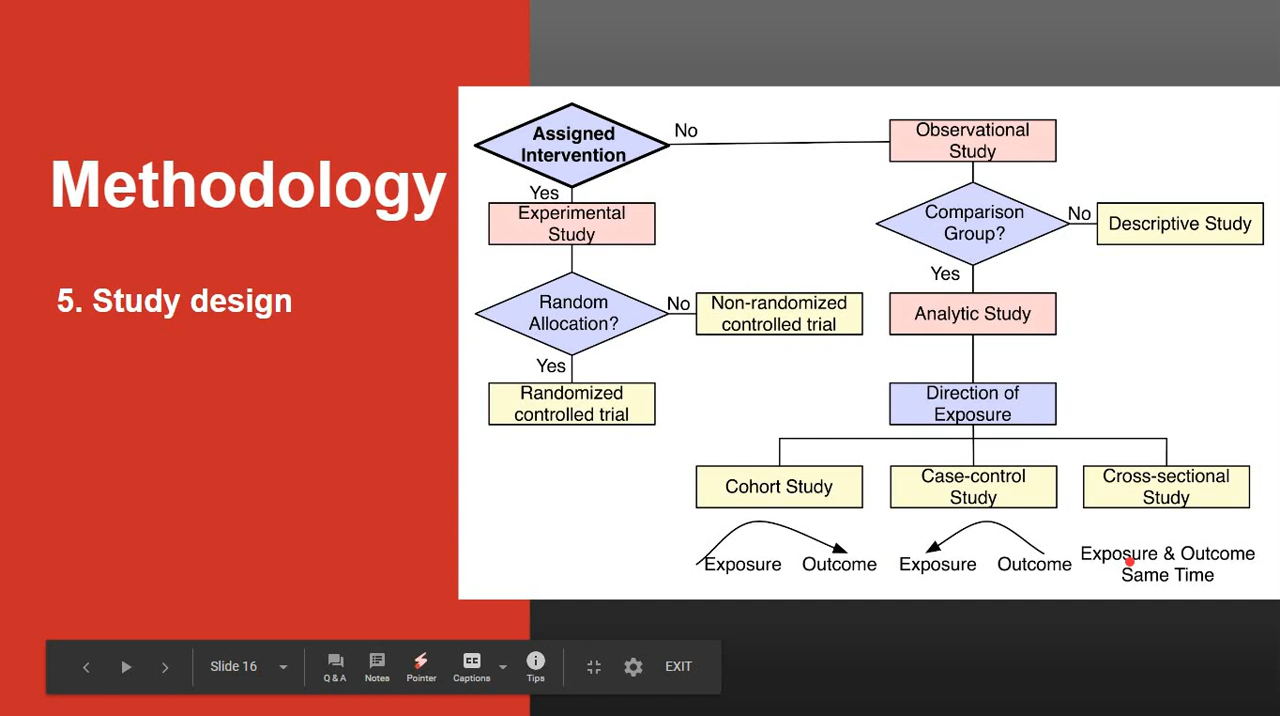 Methodology
5. Study design
Assigned
Intervention
No
Observational
Study
Yes
Experimental
Study
Comparison
Group?
No
Descriptive Study
Yes
Random
Allocation?
No
Non-randomized
controlled trial
Analytic Study
Yes
Randomized
controlled trial
Direction of
Exposure
Cohort Study
Case-control
Study
Cross-sectional
Study
Exposure
Outcome
Exposure
Outcome
Exposure & Outcome
Same Time
Slide 16
Q & A
Notes
Pointer
CC
Captions
Tips
EXIT